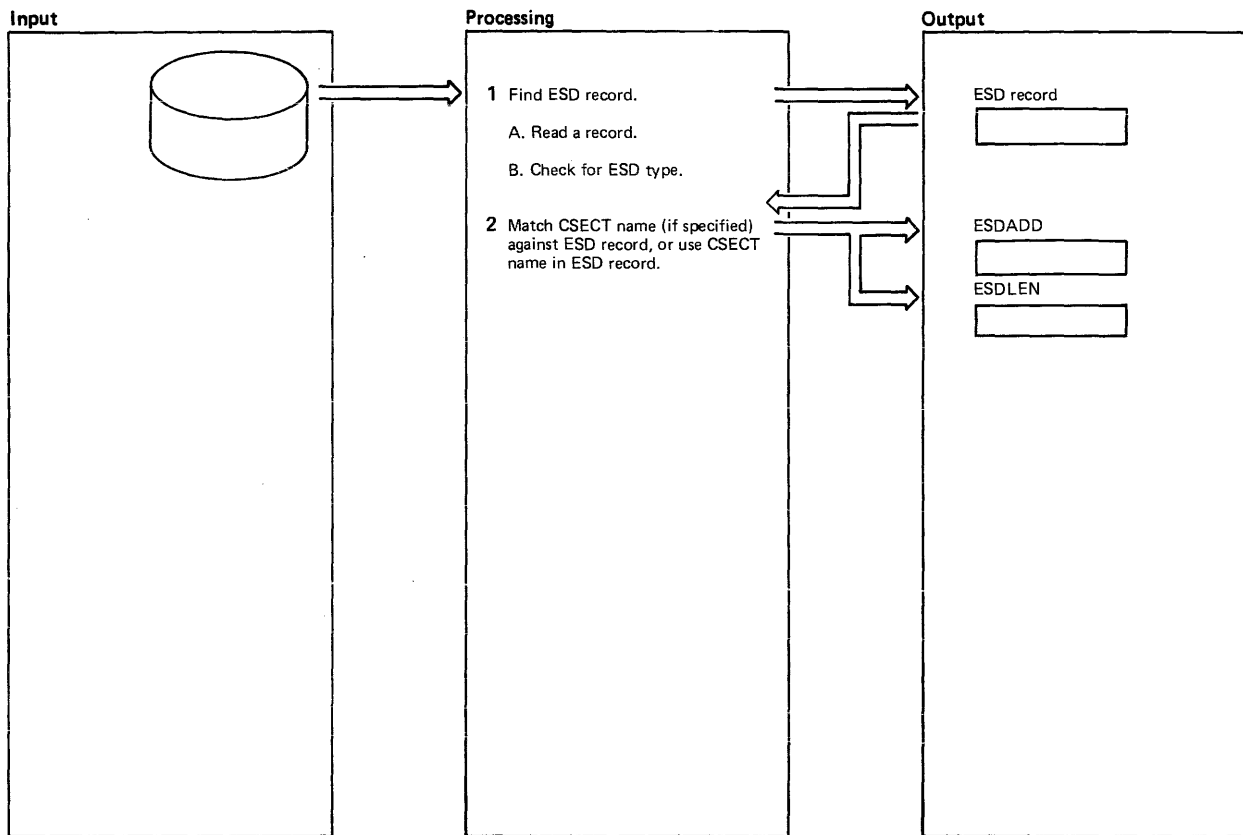 Input
Processing
Output
1 Find ESD record.
A. Read a record.
B. Check for ESD type.
2 Match CSECT name (if specified)
against ESD record, or use CSECT
name in ESD record.
ESD record
ESDADD
ESDLEN